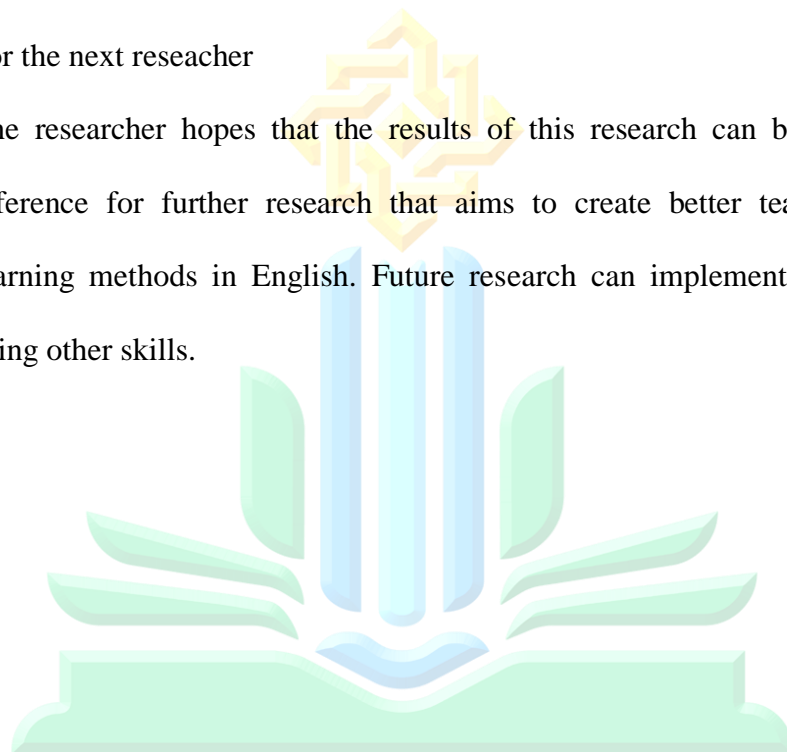 or the next reseacher
ne researcher hopes that the results of this research can b
ference for further research that aims to create better tea
arning methods in English. Future research can implement
ing other skills.